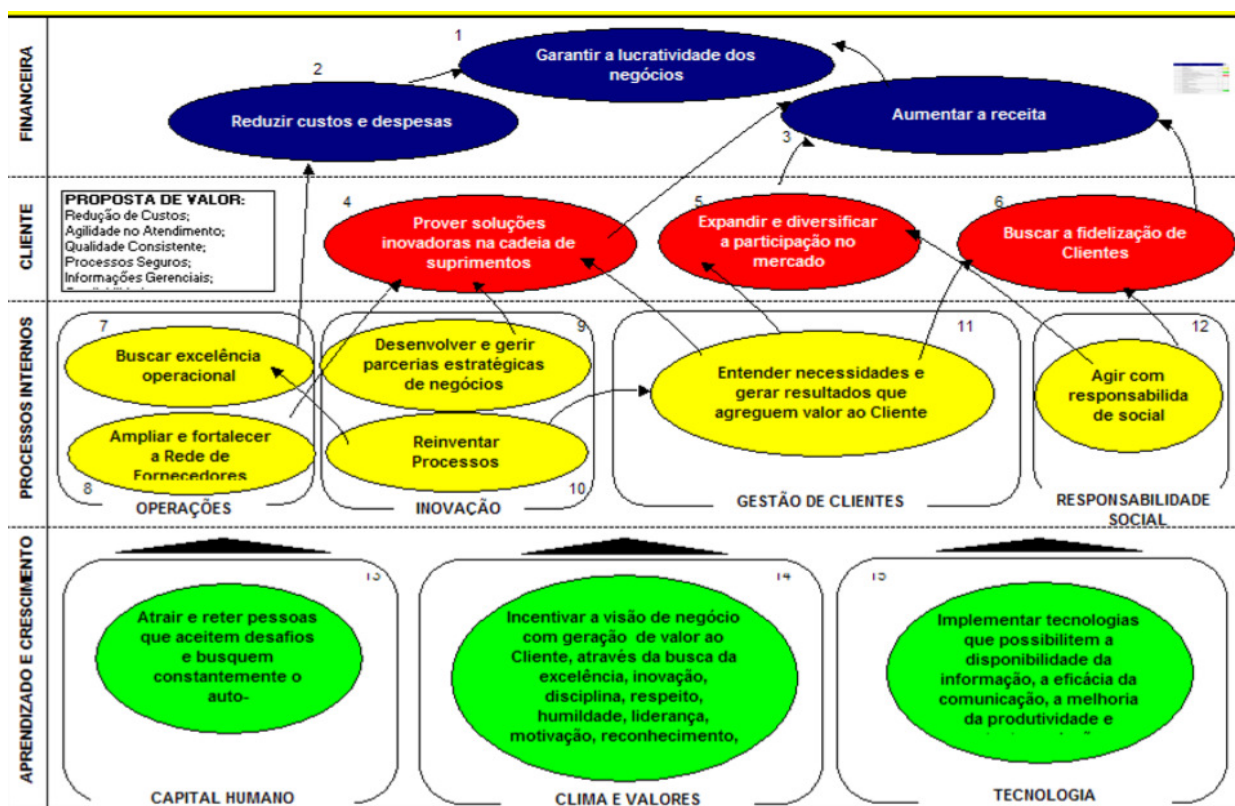 FINANCEIRA
1
Garantir a lucratividade dos
negócios
2
Reduzir custos e despesas
Aumentar a receita
3
CLIENTE
PROPOSTA DE VALOR:
Redução de Custos;
Agilidade no Atendimento;
Qualidade Consistente;
Processos Seguros;
Informações Gerenciais;
4
Prover soluções
inovadoras na cadeia de
suprimentos
5
Expandir e diversificar
a participação no
mercado
6
Buscar a fidelização de
Clientes
PROCESSOS INTERNOS
7
Buscar excelência
operacional
Ampliar e fortalecer
a Rede de
Fornecedores
8
OPERAÇÕES
9
Desenvolver e gerir
parcerias estratégicas
de negócios
Reinventar
Processos
10
INOVAÇÃO
11
Entender necessidades e
gerar resultados que
agreguem valor ao Cliente
GESTÃO DE CLIENTES
12
Agir com
responsabilida
de social
RESPONSABILIDADE
SOCIAL
APRENDIZADO E CRESCIMENTO
13
Atrair e reter pessoas
que aceitem desafios
e busquem
constantemente o
auto-
CAPITAL HUMANO
14
Incentivar a visão de negócio
com geração de valor ao
Cliente, através da busca da
excelência, inovação,
disciplina, respeito,
humildade, liderança,
motivação, reconhecimento,
CLIMA E VALORES
15
Implementar tecnologias
que possibilitem a
disponibilidade da
informação, a eficácia da
comunicação, a melhoria
da produtividade e
TECNOLOGIA